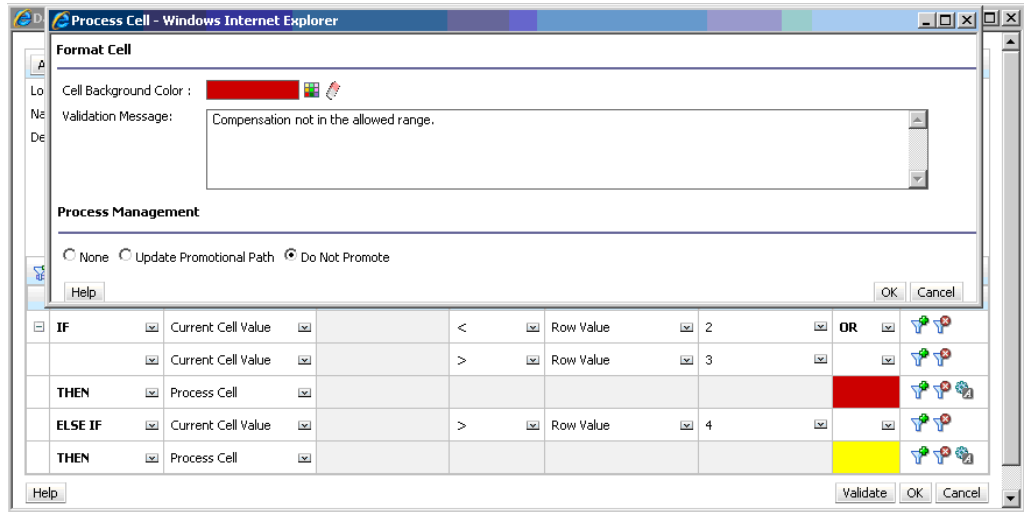 D
Process Cell - Windows Internet Explorer
Format Cell
A
Lo
Cell Background Color :
Na
Validation Message:
Compensation not in the allowed range.
De
Process Management
None Update Promotional Path Do Not Promote
Help OK Cancel
IF Current Cell Value < Row Value 2 OR
Current Cell Value > Row Value 3
THEN Process Cell
ELSE IF Current Cell Value > Row Value 4
THEN Process Cell
Help Validate OK Cancel